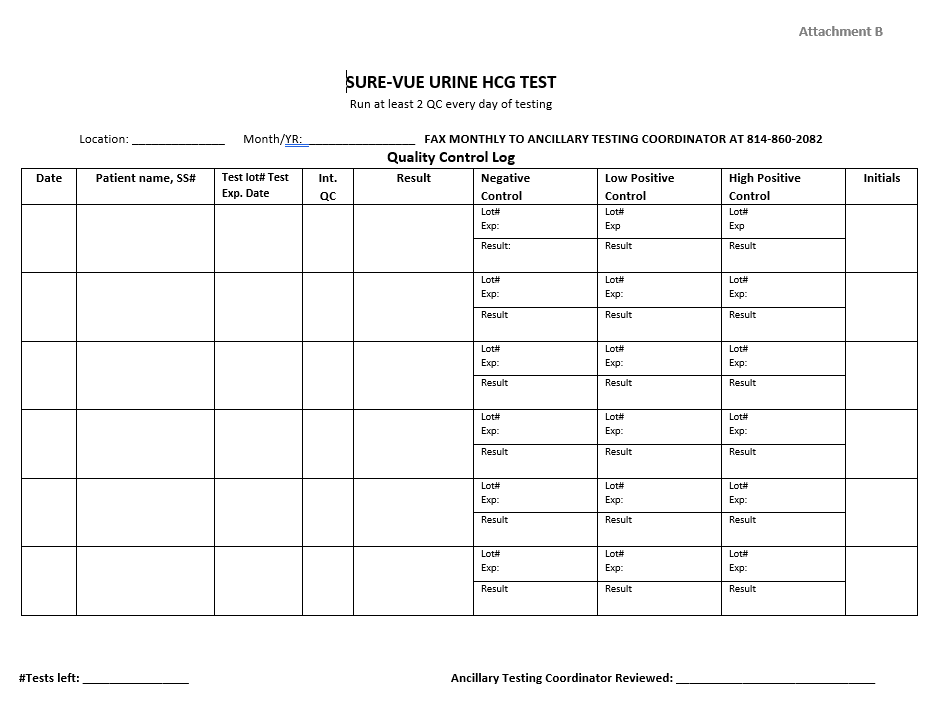 Attachment B
SURE-VUE URINE HCG TEST
Run at least 2 QC every day of testing
Location: ______________ Month/YR: ________________ FAX MONTHLY TO ANCILLARY TESTING COORDINATOR AT 814-860-2082
Quality Control Log
Date Patient name, SS# Test lot# Test Int. Result Negative Low Positive High Positive Initials
Exp. Date QC Control Control Control
Lot# Lot# Lot#
Exp: Exp Exp
Result: Result Result
Lot# Lot# Lot#
Exp: Exp: Exp:
Result Result Result
Lot# Lot# Lot#
Exp: Exp: Exp:
Result Result Result
Lot# Lot# Lot#
Exp: Exp: Exp:
Result Result Result
Lot# Lot# Lot#
Exp: Exp: Exp:
Result Result Result
Lot# Lot# Lot#
Exp: Exp: Exp:
Result Result Result
#Tests left: ________________ Ancillary Testing Coordinator Reviewed: ______________________________